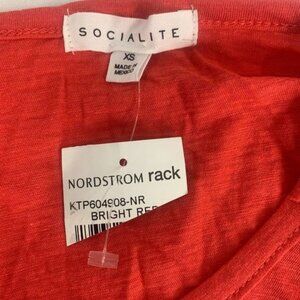 SOCIALITE
XS
MADE IN
MEXICO
NORDSTROM rack
KTP604908-NR
BRIGHT RED